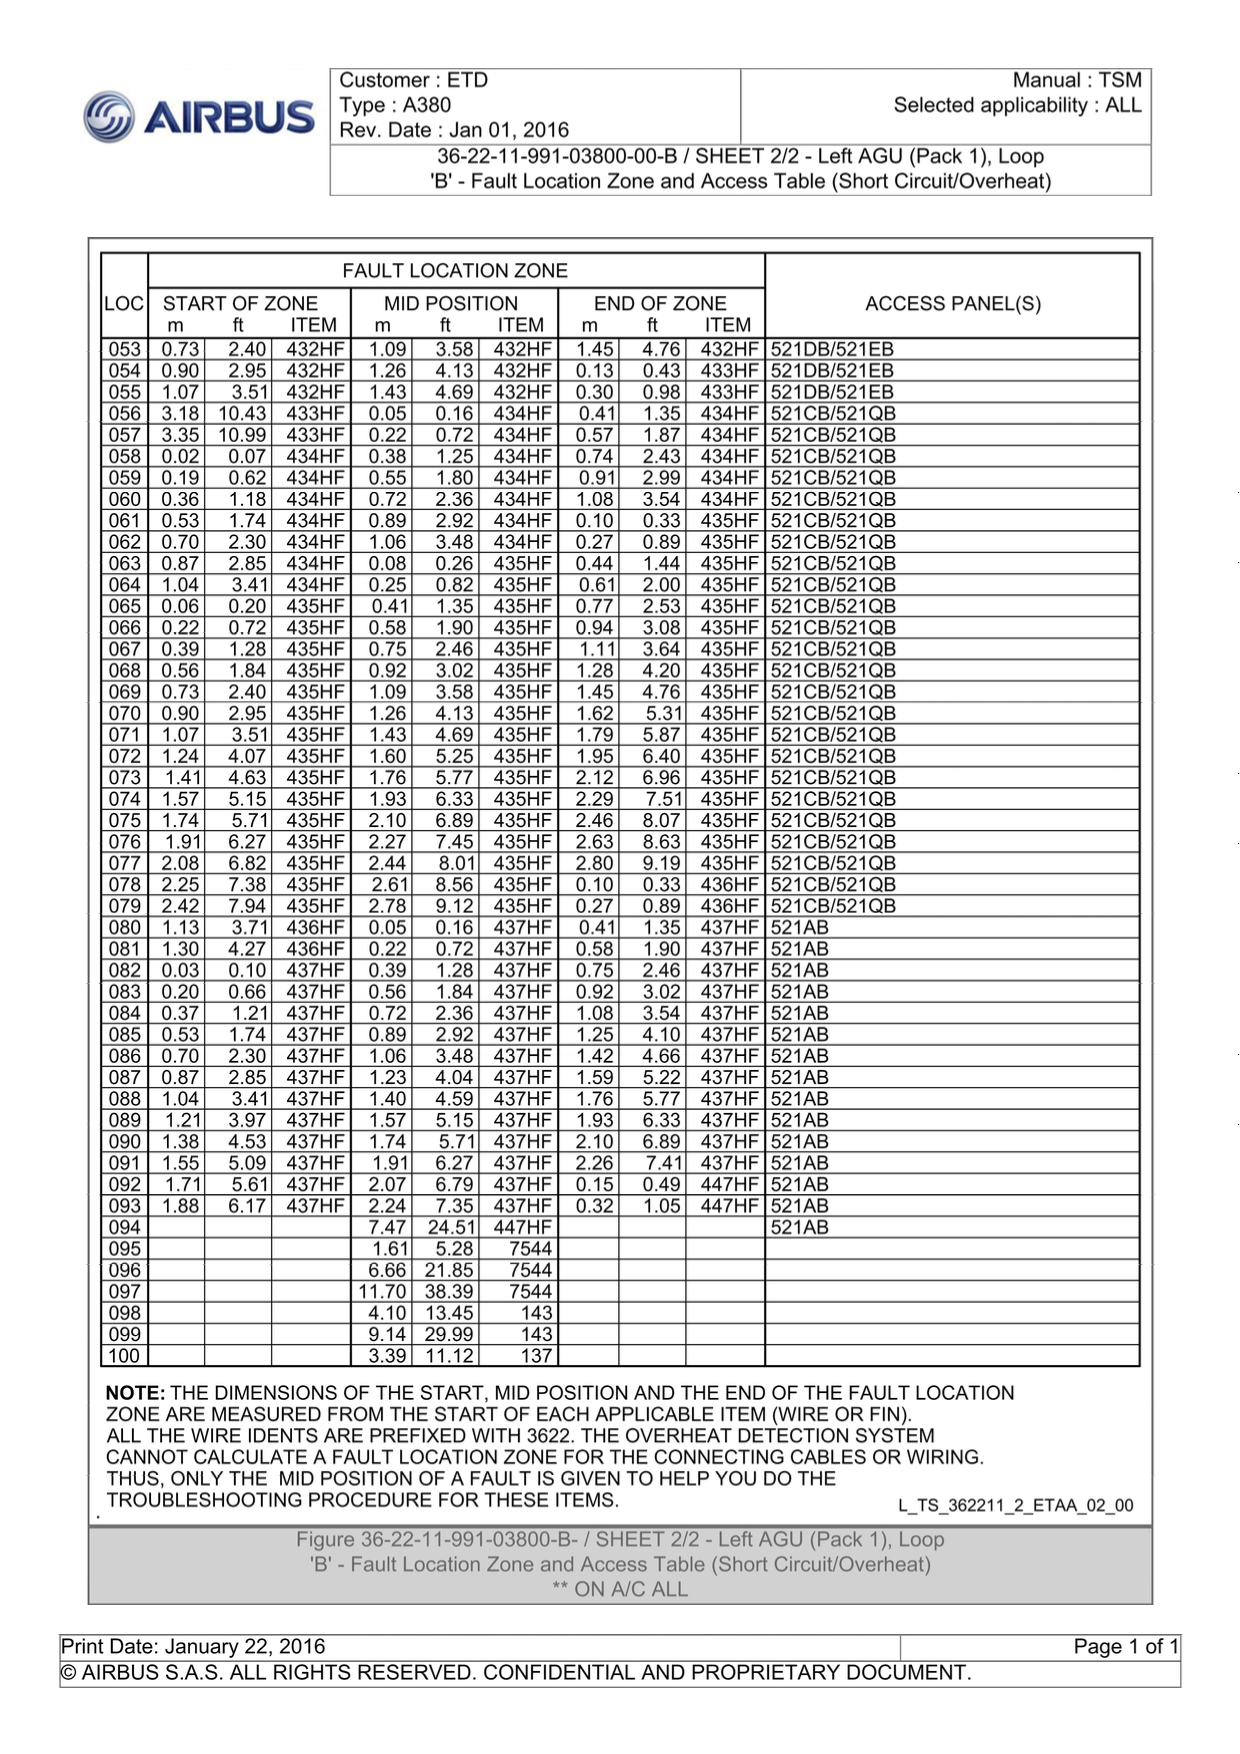 AIRBUS
Customer : ETD
Type : A380
Rev. Date : Jan 01, 2016
Manual : TSM
Selected applicability : ALL
36-22-11-991-03800-00-B / SHEET 2/2 - Left AGU (Pack 1), Loop
'B' - Fault Location Zone and Access Table (Short Circuit/Overheat)
FAULT LOCATION ZONE
LOC START OF ZONE MID POSITION END OF ZONE ACCESS PANEL(S)
m ft ITEM m ft ITEM m ft ITEM
053 0.73 2.40 432HF 1.09 3.58 432HF 1.45 4.76 432HF 521DB/521EB
054 0.90 2.95 432HF 1.26 4.13 432HF 0.13 0.43 433HF 521DB/521EB
055 1.07 3.51 432HF 1.43 4.69 432HF 0.30 0.98 433HF 521DB/521EB
056 3.18 10.43 433HF 0.05 0.16 434HF 0.41 1.35 434HF 521CB/521QB
057 3.35 10.99 433HF 0.22 0.72 434HF 0.57 1.87 434HF 521CB/521QB
058 0.02 0.07 434HF 0.38 1.25 434HF 0.74 2.43 434HF 521CB/521QB
059 0.19 0.62 434HF 0.55 1.80 434HF 0.91 2.99 434HF 521CB/521QB
060 0.36 1.18 434HF 0.72 2.36 434HF 1.08 3.54 434HF 521CB/521QB
061 0.53 1.74 434HF 0.89 2.92 434HF 0.10 0.33 435HF 521CB/521QB
062 0.70 2.30 434HF 1.06 3.48 434HF 0.27 0.89 435HF 521CB/521QB
063 0.87 2.85 434HF 0.08 0.26 435HF 0.44 1.44 435HF 521CB/521QB
064 1.04 3.41 434HF 0.25 0.82 435HF 0.61 2.00 435HF 521CB/521QB
065 0.06 0.20 435HF 0.41 1.35 435HF 0.77 2.53 435HF 521CB/521QB
066 0.22 0.72 435HF 0.58 1.90 435HF 0.94 3.08 435HF 521CB/521QB
067 0.39 1.28 435HF 0.75 2.46 435HF 1.11 3.64 435HF 521CB/521QB
068 0.56 1.84 435HF 0.92 3.02 435HF 1.28 4.20 435HF 521CB/521QB
069 0.73 2.40 435HF 1.09 3.58 435HF 1.45 4.76 435HF 521CB/521QB
070 0.90 2.95 435HF 1.26 4.13 435HF 1.62 5.31 435HF 521CB/521QB
071 1.07 3.51 435HF 1.43 4.69 435HF 1.79 5.87 435HF 521CB/521QB
072 1.24 4.07 435HF 1.60 5.25 435HF 1.95 6.40 435HF 521CB/521QB
073 1.41 4.63 435HF 1.76 5.77 435HF 2.12 6.96 435HF 521CB/521QB
074 1.57 5.15 435HF 1.93 6.33 435HF 2.29 7.51 435HF 521CB/521QB
075 1.74 5.71 435HF 2.10 6.89 435HF 2.46 8.07 435HF 521CB/521QB
076 1.91 6.27 435HF 2.27 7.45 435HF 2.63 8.63 435HF 521CB/521QB
077 2.08 6.82 435HF 2.44 8.01 435HF 2.80 9.19 435HF 521CB/521QB
078 2.25 7.38 435HF 2.61 8.56 435HF 0.10 0.33 436HF 521CB/521QB
079 2.42 7.94 435HF 2.78 9.12 435HF 0.27 0.89 436HF 521CB/521QB
080 1.13 3.71 436HF 0.05 0.16 437HF 0.41 1.35 437HF 521AB
081 1.30 4.27 436HF 0.22 0.72 437HF 0.58 1.90 437HF 521AB
082 0.03 0.10 437HF 0.39 1.28 437HF 0.75 2.46 437HF 521AB
083 0.20 0.66 437HF 0.56 1.84 437HF 0.92 3.02 437HF 521AB
084 0.37 1.21 437HF 0.72 2.36 437HF 1.08 3.54 437HF 521AB
085 0.53 1.74 437HF 0.89 2.92 437HF 1.25 4.10 437HF 521AB
086 0.70 2.30 437HF 1.06 3.48 437HF 1.42 4.66 437HF 521AB
087 0.87 2.85 437HF 1.23 4.04 437HF 1.59 5.22 437HF 521AB
088 1.04 3.41 437HF 1.40 4.59 437HF 1.76 5.77 437HF 521AB
089 1.21 3.97 437HF 1.57 5.15 437HF 1.93 6.33 437HF 521AB
090 1.38 4.53 437HF 1.74 5.71 437HF 2.10 6.89 437HF 521AB
091 1.55 5.09 437HF 1.91 6.27 437HF 2.26 7.41 437HF 521AB
092 1.71 5.61 437HF 2.07 6.79 437HF 0.15 0.49 447HF 521AB
093 1.88 6.17 437HF 2.24 7.35 437HF 0.32 1.05 447HF 521AB
094 7.47 24.51 447HF 521AB
095 1.61 5.28 7544
096 6.66 21.85 7544
097 11.70 38.39 7544
098 4.10 13.45 143
099 9.14 29.99 143
100 3.39 11.12 137
NOTE: THE DIMENSIONS OF THE START, MID POSITION AND THE END OF THE FAULT LOCATION
ZONE ARE MEASURED FROM THE START OF EACH APPLICABLE ITEM (WIRE OR FIN).
ALL THE WIRE IDENTS ARE PREFIXED WITH 3622. THE OVERHEAT DETECTION SYSTEM
CANNOT CALCULATE A FAULT LOCATION ZONE FOR THE CONNECTING CABLES OR WIRING.
THUS, ONLY THE MID POSITION OF A FAULT IS GIVEN TO HELP YOU DO THE
TROUBLESHOOTING PROCEDURE FOR THESE ITEMS.
L_TS_362211_2_ETAA_02_00
Figure 36-22-11-991-03800-B- / SHEET 2/2 - Left AGU (Pack 1), Loop
'B' - Fault Location Zone and Access Table (Short Circuit/Overheat)
** ON A/C ALL
Print Date: January 22, 2016
Page 1 of 1
© AIRBUS S.A.S. ALL RIGHTS RESERVED. CONFIDENTIAL AND PROPRIETARY DOCUMENT.